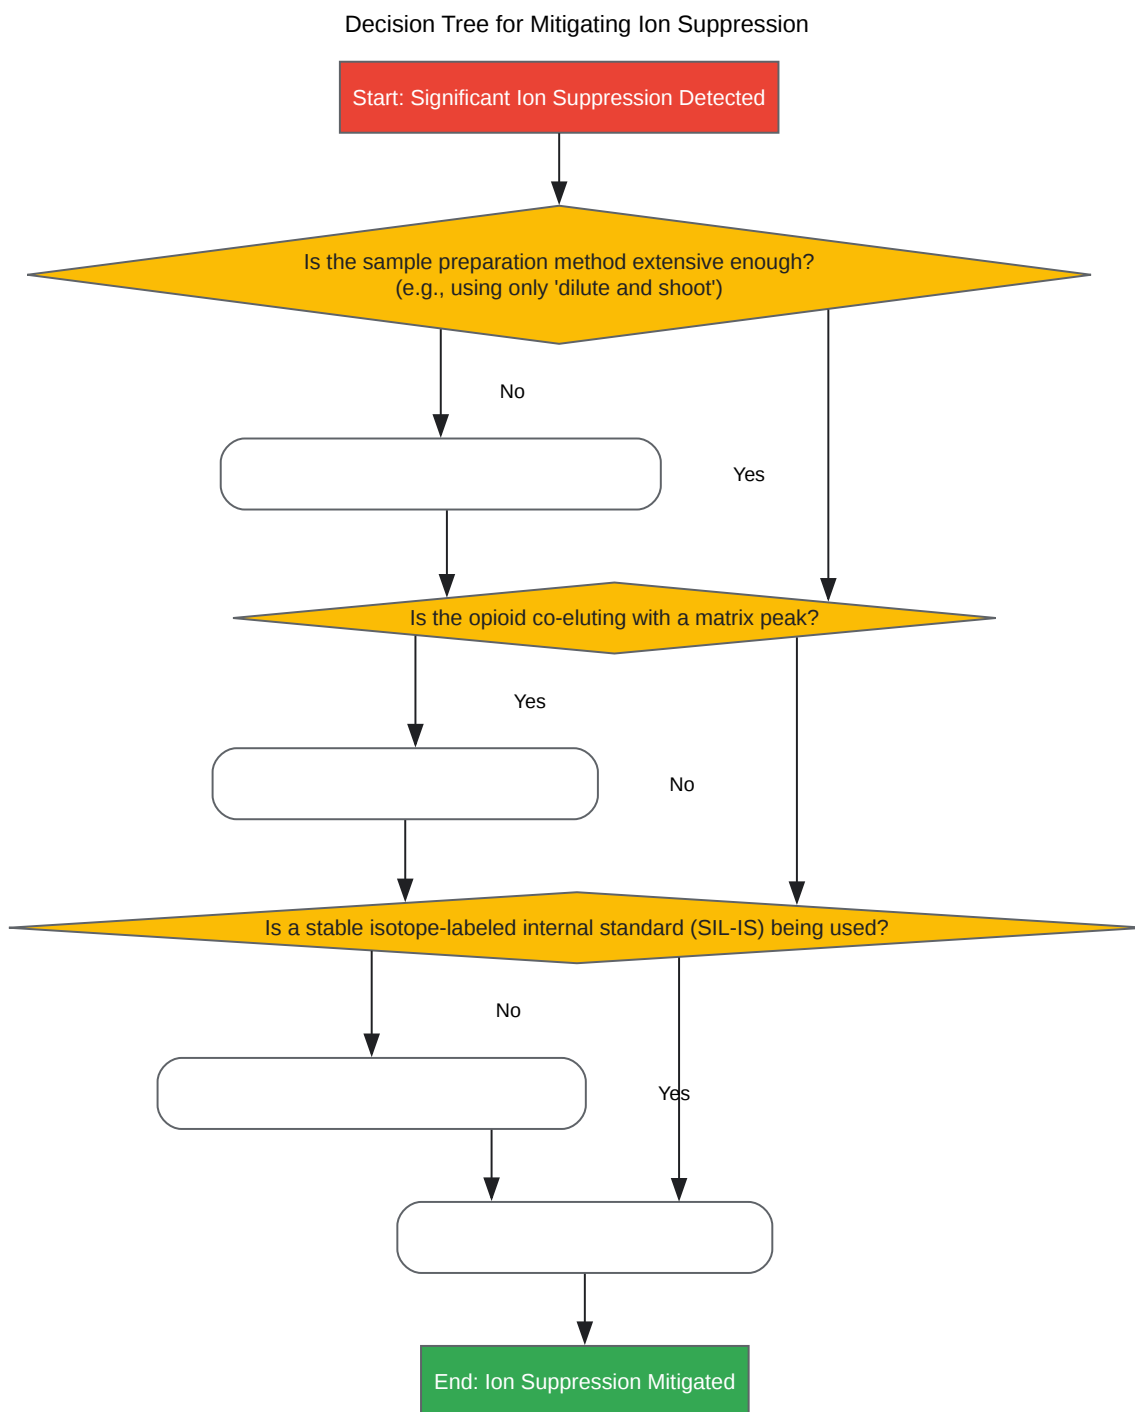 Decision Tree for Mitigating Ion Suppression
Start: Significant Ion Suppression Detected
Is the sample preparation method extensive enough?
(e.g., using only 'dilute and shoot')
No
Yes
Is the opioid co-eluting with a matrix peak?
Yes
No
Is a stable isotope-labeled internal standard (SIL-IS) being used?
No
Yes
End: Ion Suppression Mitigated